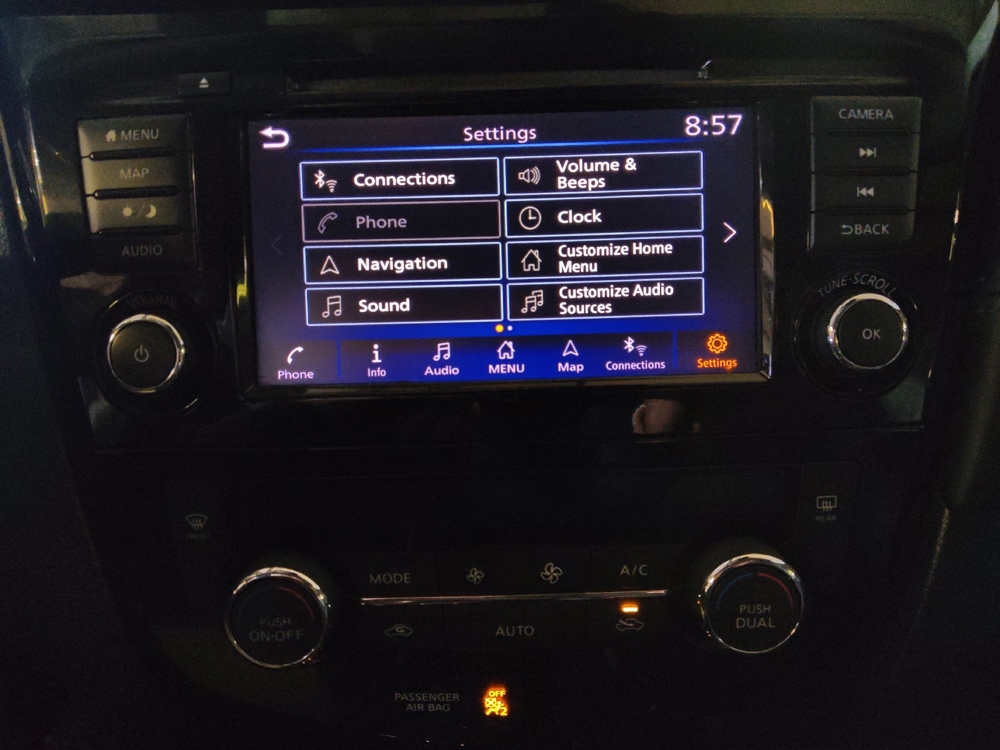 Settings
8:57
Connections
Volume &
Beeps
Phone
Clock
Navigation
Customize Home
Menu
Sound
Customize Audio
Sources
Phone
Info
Audio
MENU
Map
Connections
Settings
MENU
MAP
AUDIO
VOLUME
CAMERA
BACK
TUNE·SCROLL
OK
REAR
MODE
A/C
PUSH
ON·OFF
AUTO
PUSH
DUAL
PASSENGER
AIR BAG
OFF
2